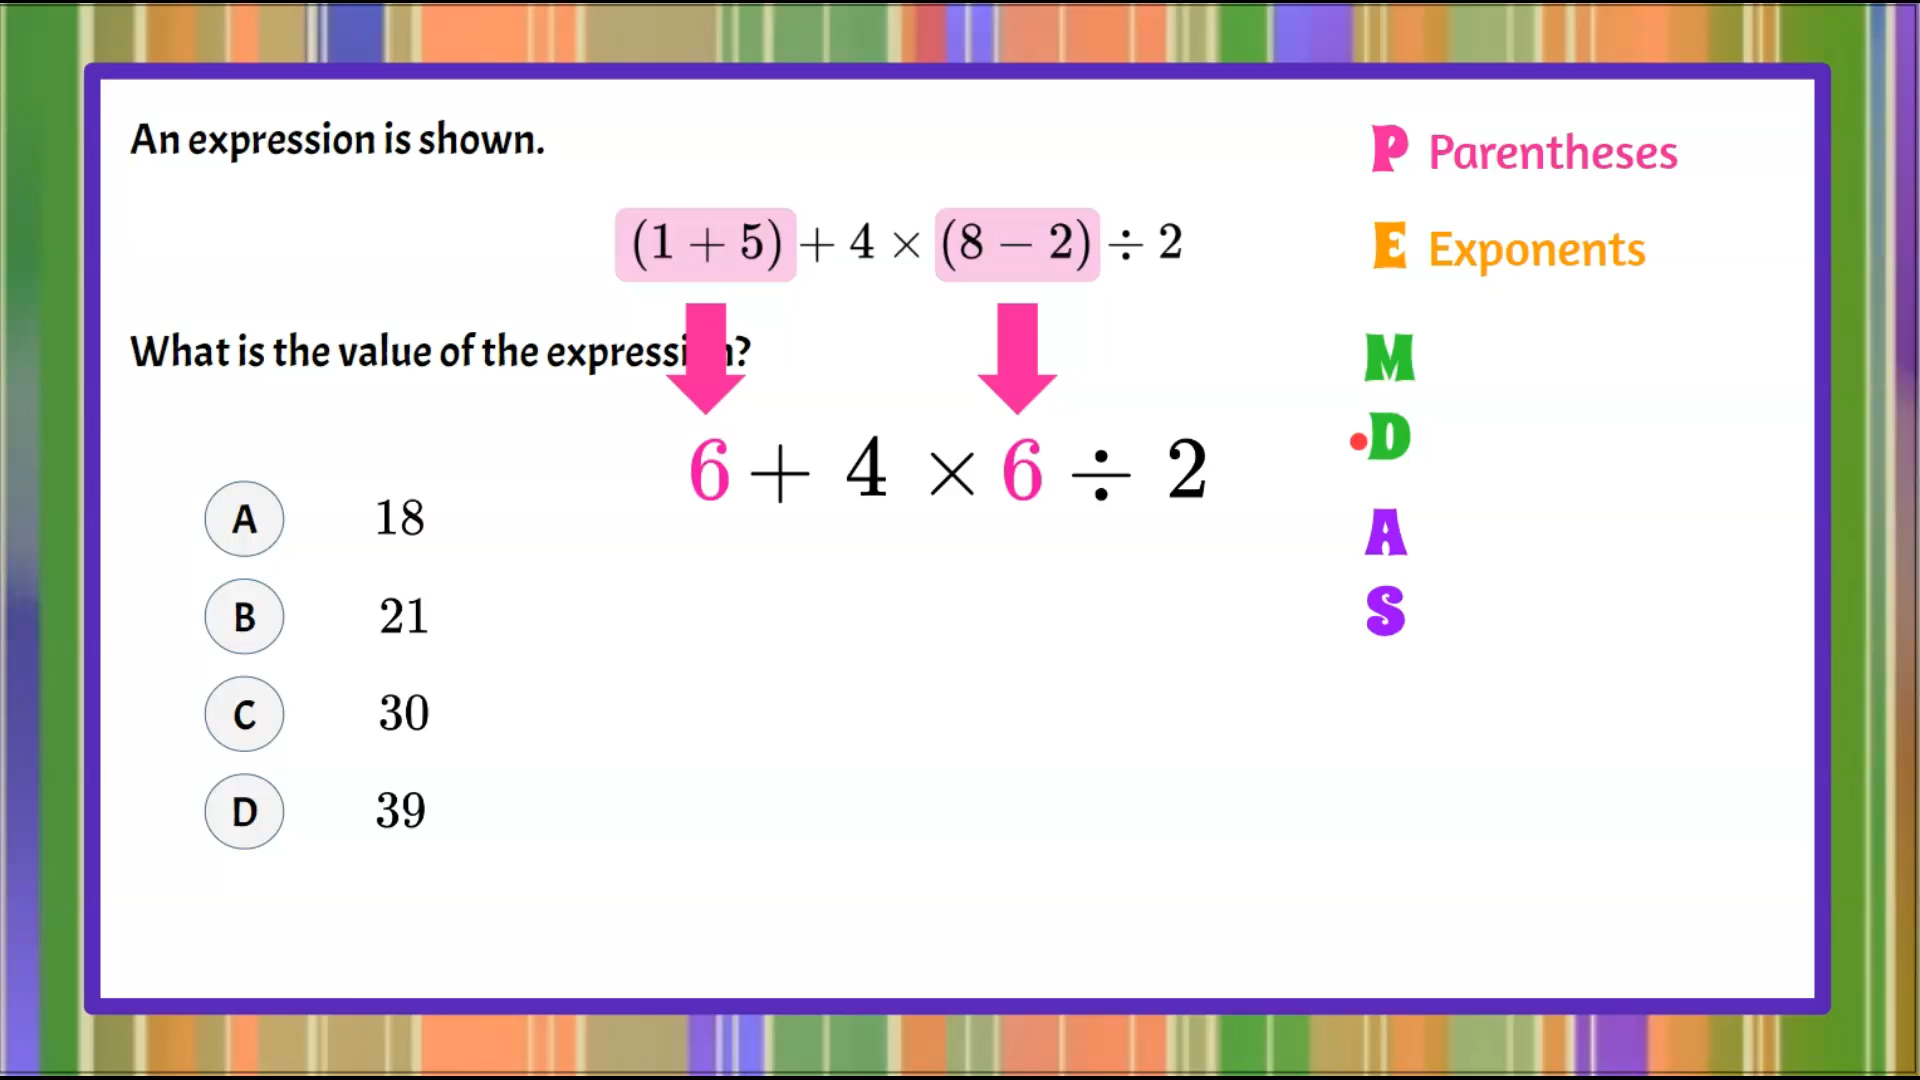 An expression is shown.
(1 + 5) + 4 × (8 − 2) ÷ 2
What is the value of the expressi n?
6 + 4 × 6 ÷ 2
A 18
B 21
C 30
D 39
P Parentheses
E Exponents
M
D
A
S